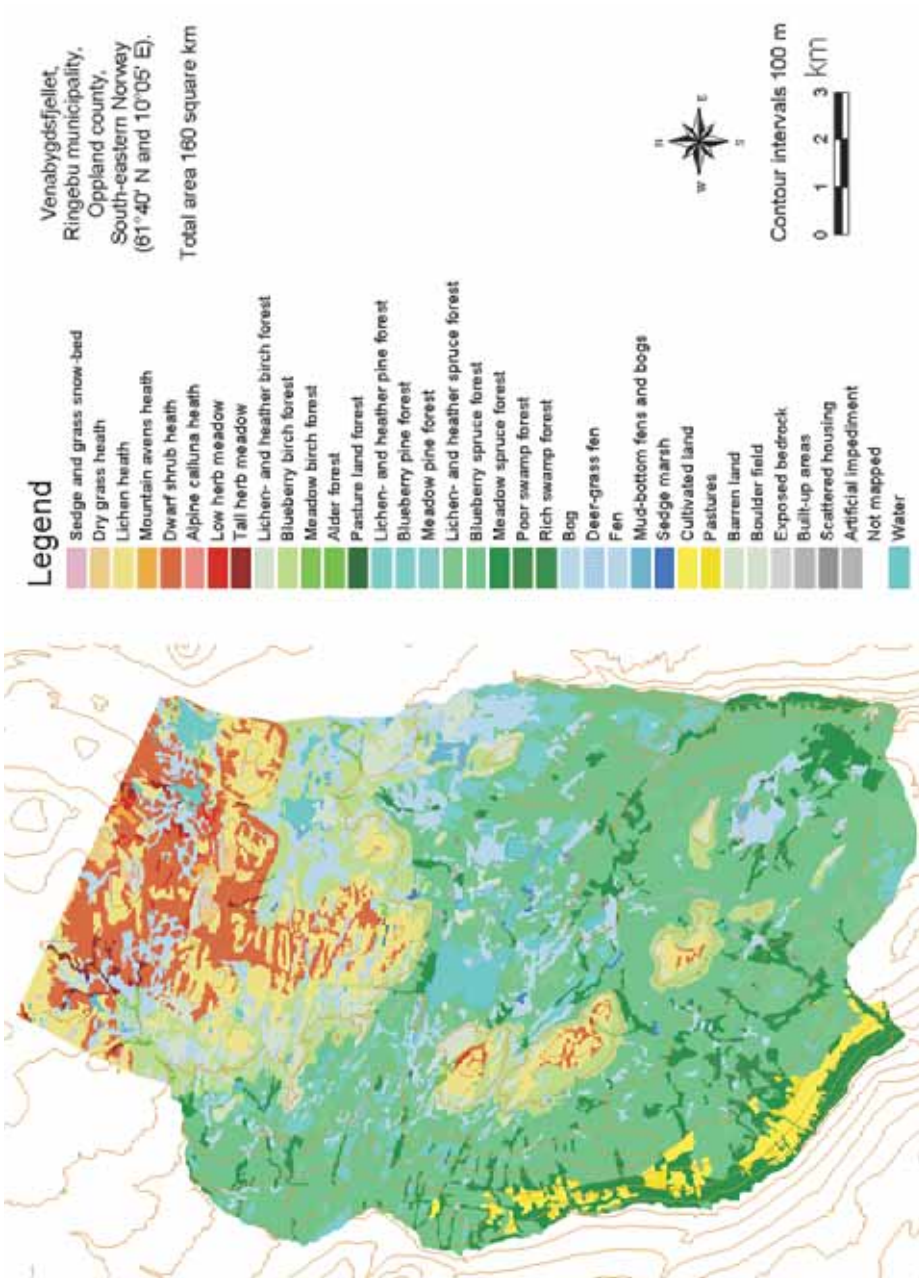 Venabygdsfjellet,
Ringebu municipality,
Oppland county,
South-eastern Norway
(61°40' N and 10°05' E).
Total area 160 square km
Legend
Sedge and grass snow-bed
Dry grass heath
Lichen heath
Mountain avens heath
Dwarf shrub heath
Alpine calluna heath
Low herb meadow
Tall herb meadow
Lichen- and heather birch forest
Blueberry birch forest
Meadow birch forest
Alder forest
Pasture land forest
Lichen- and heather pine forest
Blueberry pine forest
Meadow pine forest
Lichen- and heather spruce forest
Blueberry spruce forest
Meadow spruce forest
Poor swamp forest
Rich swamp forest
Bog
Deer-grass fen
Fen
Mud-bottom fens and bogs
Sedge marsh
Cultivated land
Pastures
Barren land
Boulder field
Exposed bedrock
Built-up areas
Scattered housing
Artificial impediment
Not mapped
Water
N
W E
S
Contour intervals 100 m
0 1 2 3 km